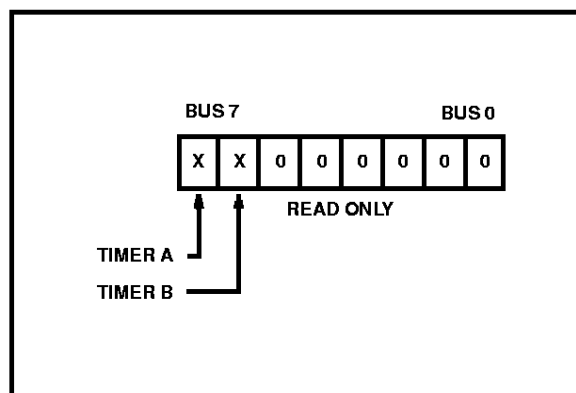 BUS 7 BUS 0
X X 0 0 0 0 0 0
READ ONLY
TIMER A
TIMER B